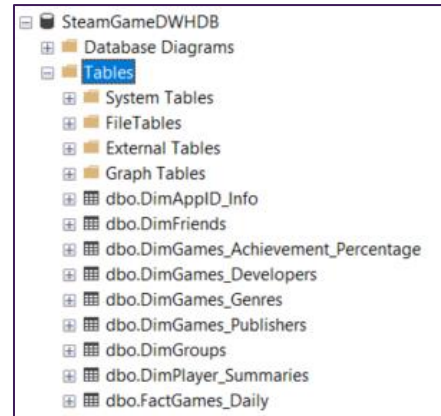 SteamGameDWHDB
Database Diagrams
Tables
System Tables
FileTables
External Tables
Graph Tables
dbo.DimAppID_Info
dbo.DimFriends
dbo.DimGames_Achievement_Percentage
dbo.DimGames_Developers
dbo.DimGames_Genres
dbo.DimGames_Publishers
dbo.DimGroups
dbo.DimPlayer_Summaries
dbo.FactGames_Daily